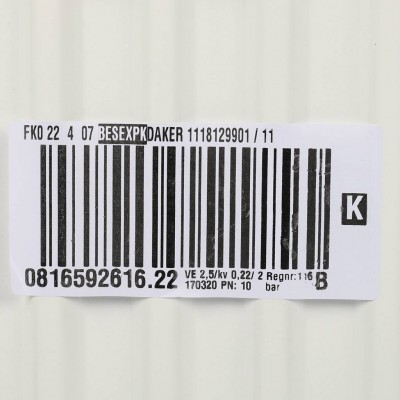 FKO 22 4 07 BESEXPK DAKER 1118129901 / 11
K
0816592616.22
VE 2,5/kv 0,22/ 2 Regnr:116
170320 PN: 10 bar
B